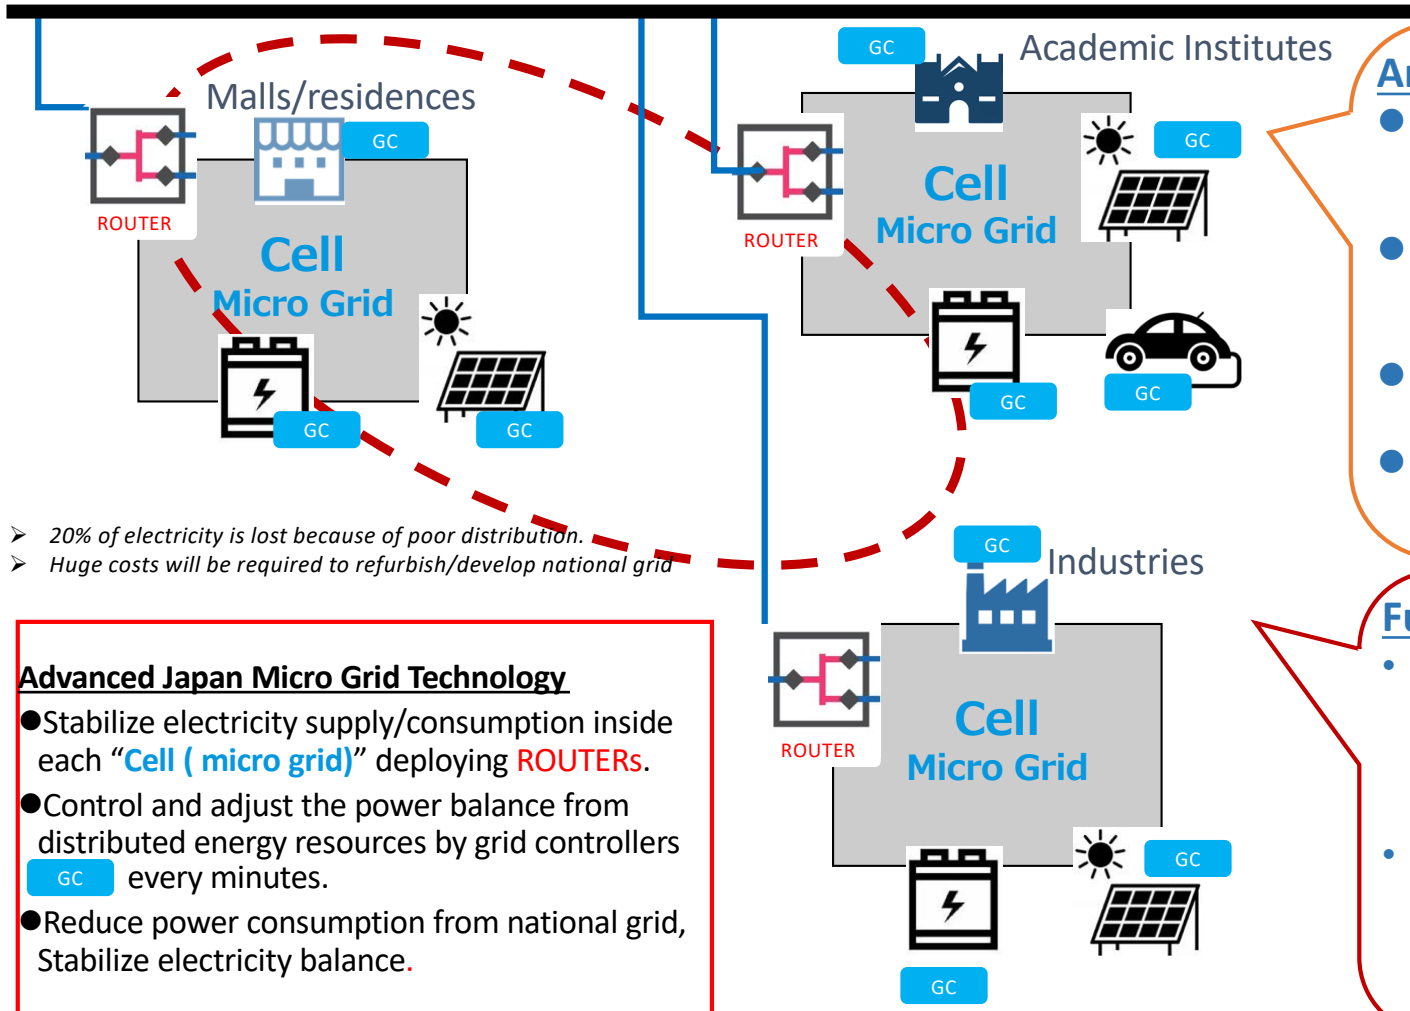 GC
Academic Institutes
Malls/residences
GC
GC
ROUTER
ROUTER
Cell
Micro Grid
Cell
Micro Grid
GC
GC
GC
GC
➢ 20% of electricity is lost because of poor distribution.
➢ Huge costs will be required to refurbish/develop national grid
GC
Industries
ROUTER
Cell
Micro Grid
GC
GC
Advanced Japan Micro Grid Technology
●Stabilize electricity supply/consumption inside
each “Cell ( micro grid)” deploying ROUTERs.
●Control and adjust the power balance from
distributed energy resources by grid controllers
GC every minutes.
●Reduce power consumption from national grid,
Stabilize electricity balance.